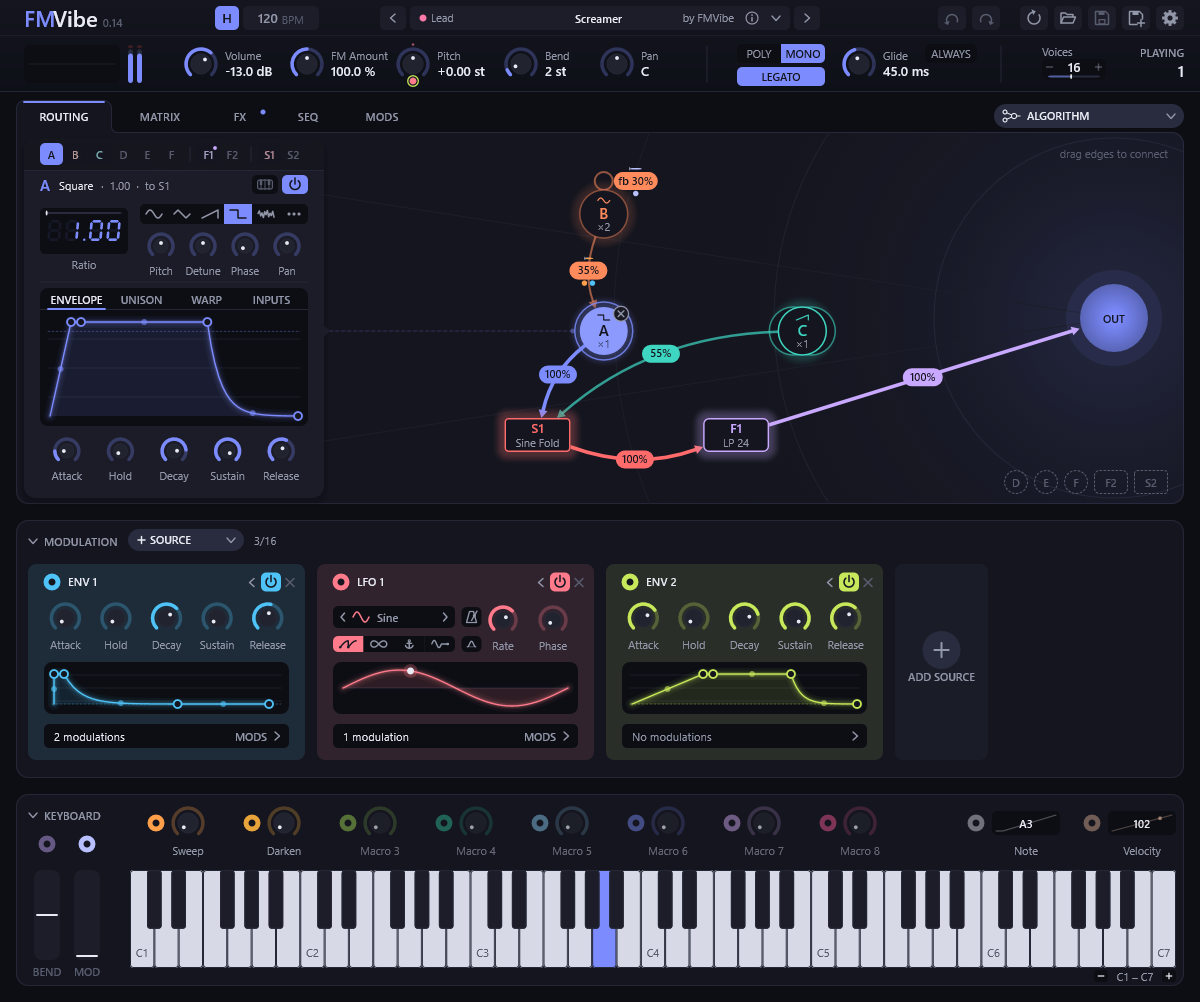 FMVibe 0.14
H 120 BPM
Lead Screamer by FMVibe
Volume -13.0 dB
FM Amount 100.0 %
Pitch +0.00 st
Bend 2 st
Pan C
POLY MONO
LEGATO
Glide 45.0 ms
ALWAYS
Voices
− 16 +
PLAYING
1
ROUTING MATRIX FX SEQ MODS
ALGORITHM
A B C D E F F1 F2 S1 S2
A Square · 1.00 · to S1
1.00
Ratio
Pitch Detune Phase Pan
ENVELOPE UNISON WARP INPUTS
Attack Hold Decay Sustain Release
drag edges to connect
fb 30%
B
×2
35%
A
×1
C
×1
55%
100%
S1
Sine Fold
100%
F1
LP 24
100%
OUT
D E F F2 S2
MODULATION + SOURCE 3/16
ENV 1
Attack Hold Decay Sustain Release
2 modulations MODS
LFO 1
Sine
Rate Phase
1 modulation MODS
ENV 2
Attack Hold Decay Sustain Release
No modulations
+
ADD SOURCE
KEYBOARD
Sweep Darken Macro 3 Macro 4 Macro 5 Macro 6 Macro 7 Macro 8
A3
Note
102
Velocity
BEND MOD
C1 C2 C3 C4 C5 C6 C7
− C1 – C7 +